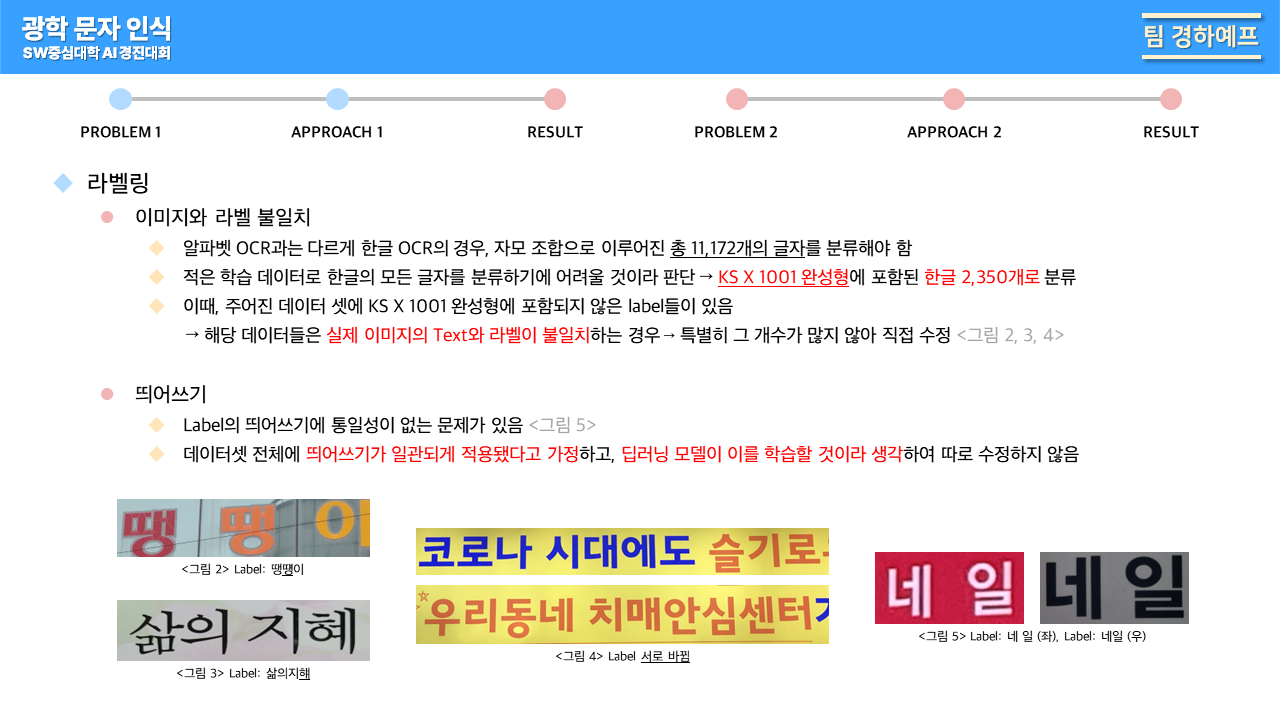 광학 문자 인식
SW중심대학 AI 경진대회
팀 경하예프
PROBLEM 1
APPROACH 1
RESULT
PROBLEM 2
APPROACH 2
RESULT
라벨링
이미지와 라벨 불일치
알파벳 OCR과는 다르게 한글 OCR의 경우, 자모 조합으로 이루어진 총 11,172개의 글자를 분류해야 함
적은 학습 데이터로 한글의 모든 글자를 분류하기에 어려울 것이라 판단 → KS X 1001 완성형에 포함된 한글 2,350개로 분류
이때, 주어진 데이터 셋에 KS X 1001 완성형에 포함되지 않은 label들이 있음
→ 해당 데이터들은 실제 이미지의 Text와 라벨이 불일치하는 경우 → 특별히 그 개수가 많지 않아 직접 수정 <그림 2, 3, 4>
띄어쓰기
Label의 띄어쓰기에 통일성이 없는 문제가 있음 <그림 5>
데이터셋 전체에 띄어쓰기가 일관되게 적용됐다고 가정하고, 딥러닝 모델이 이를 학습할 것이라 생각하여 따로 수정하지 않음
땡 땡 이
<그림 2> Label: 땡떙이
삶의 지혜
<그림 3> Label: 삶의지해
코로나 시대에도 슬기로
우리동네 치매안심센터
<그림 4> Label 서로 바뀜
네 일
네 일
<그림 5> Label: 네 일 (좌), Label: 네일 (우)